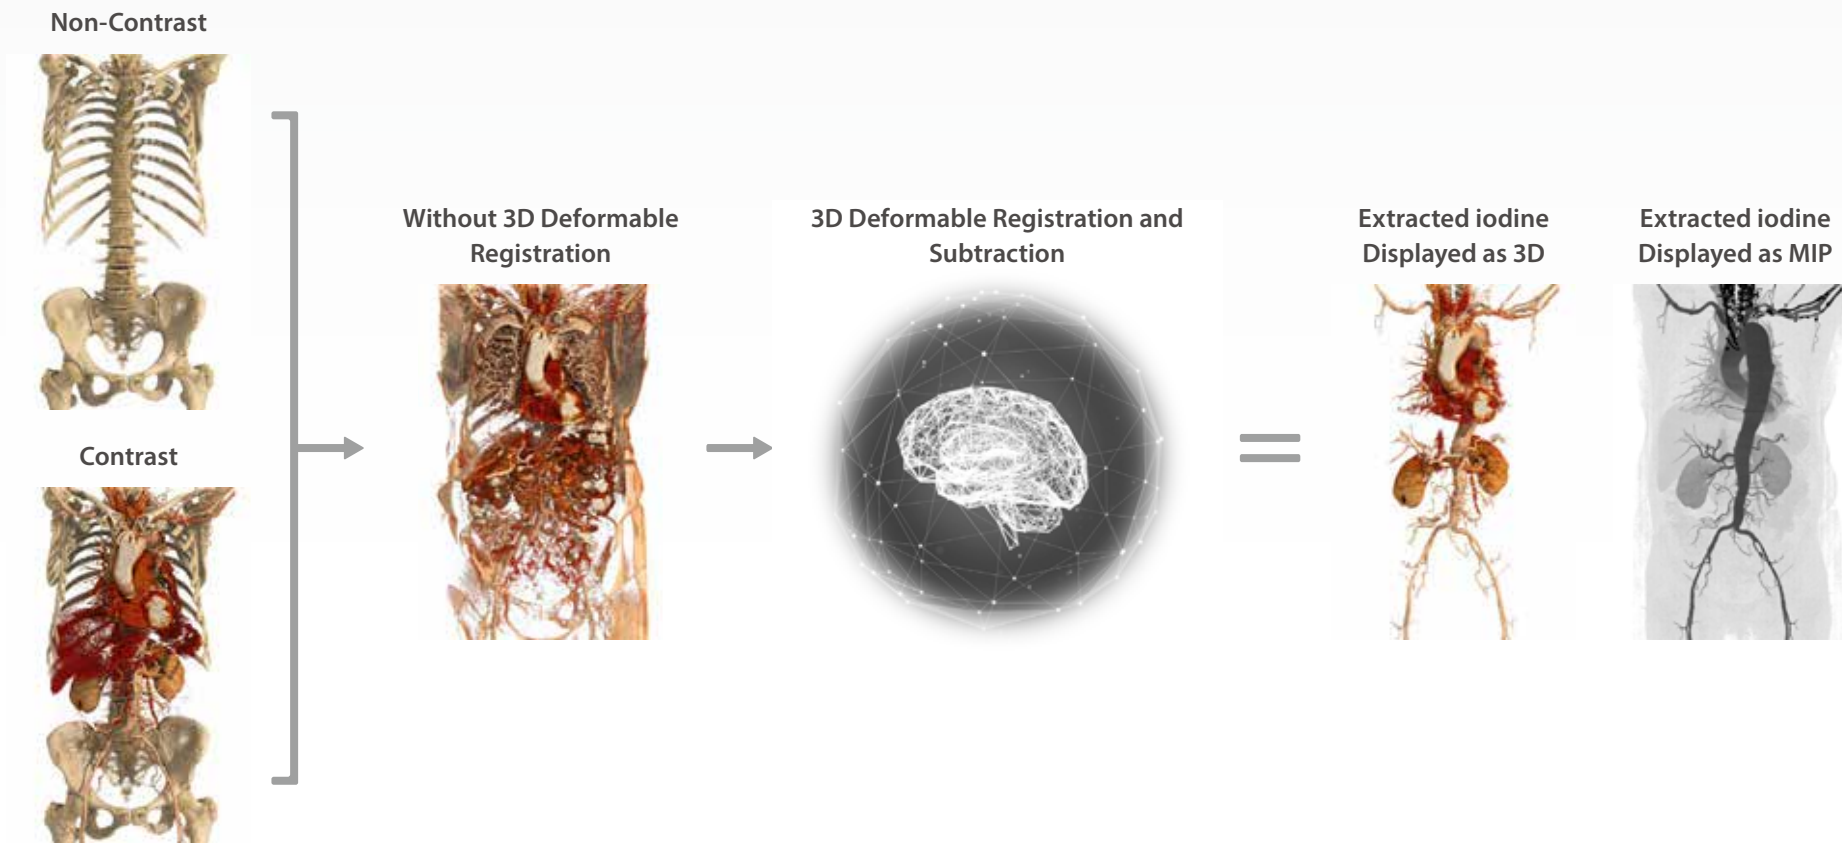 Non-Contrast
Contrast
Without 3D Deformable
Registration
3D Deformable Registration and
Subtraction
Extracted iodine
Displayed as 3D
Extracted iodine
Displayed as MIP